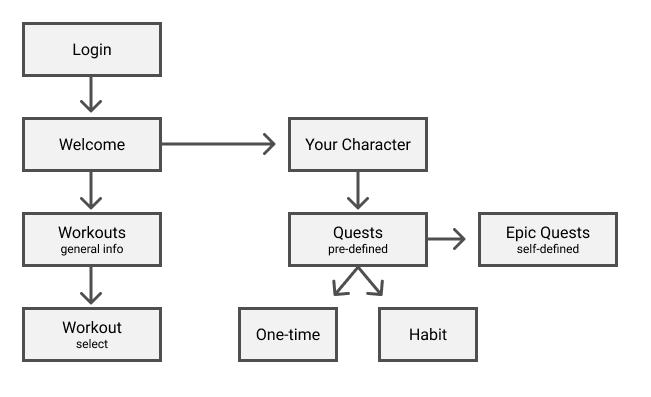 Login
Welcome
Your Character
Workouts
general info
Quests
pre-defined
Epic Quests
self-defined
Workout
select
One-time
Habit